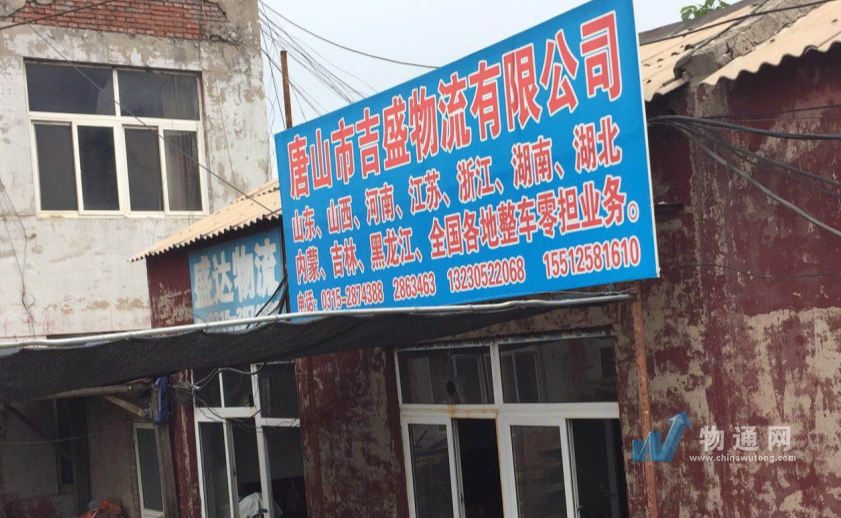 唐山市吉盛物流有限公司
山东、山西、河南、江苏、浙江、湖南、湖北
内蒙、吉林、黑龙江、全国各地整车零担业务。
电话：0315-2874388 2863463 13230522068 15512581610
盛达物流
物通网
www.chinawutong.com